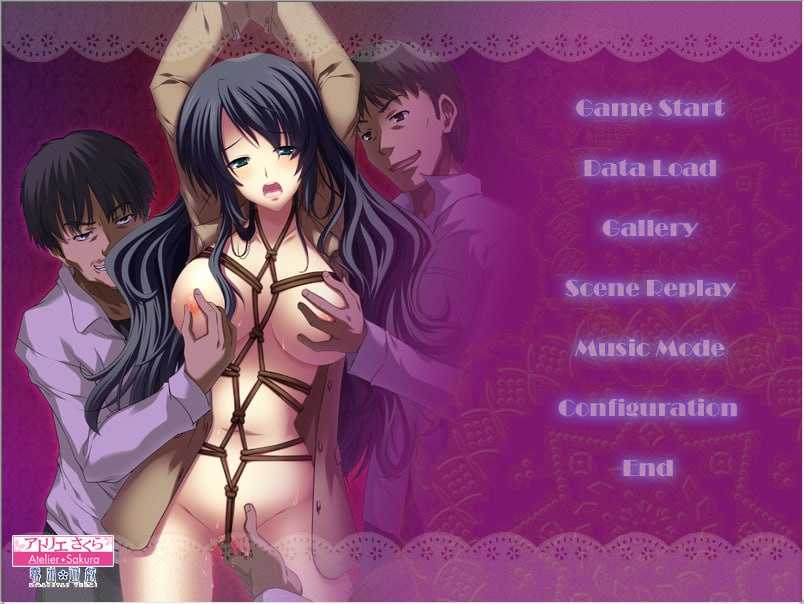 Game Start
Data Load
Gallery
Scene Replay
Music Mode
Configuration
End
アトリエさくら
Atelier Sakura